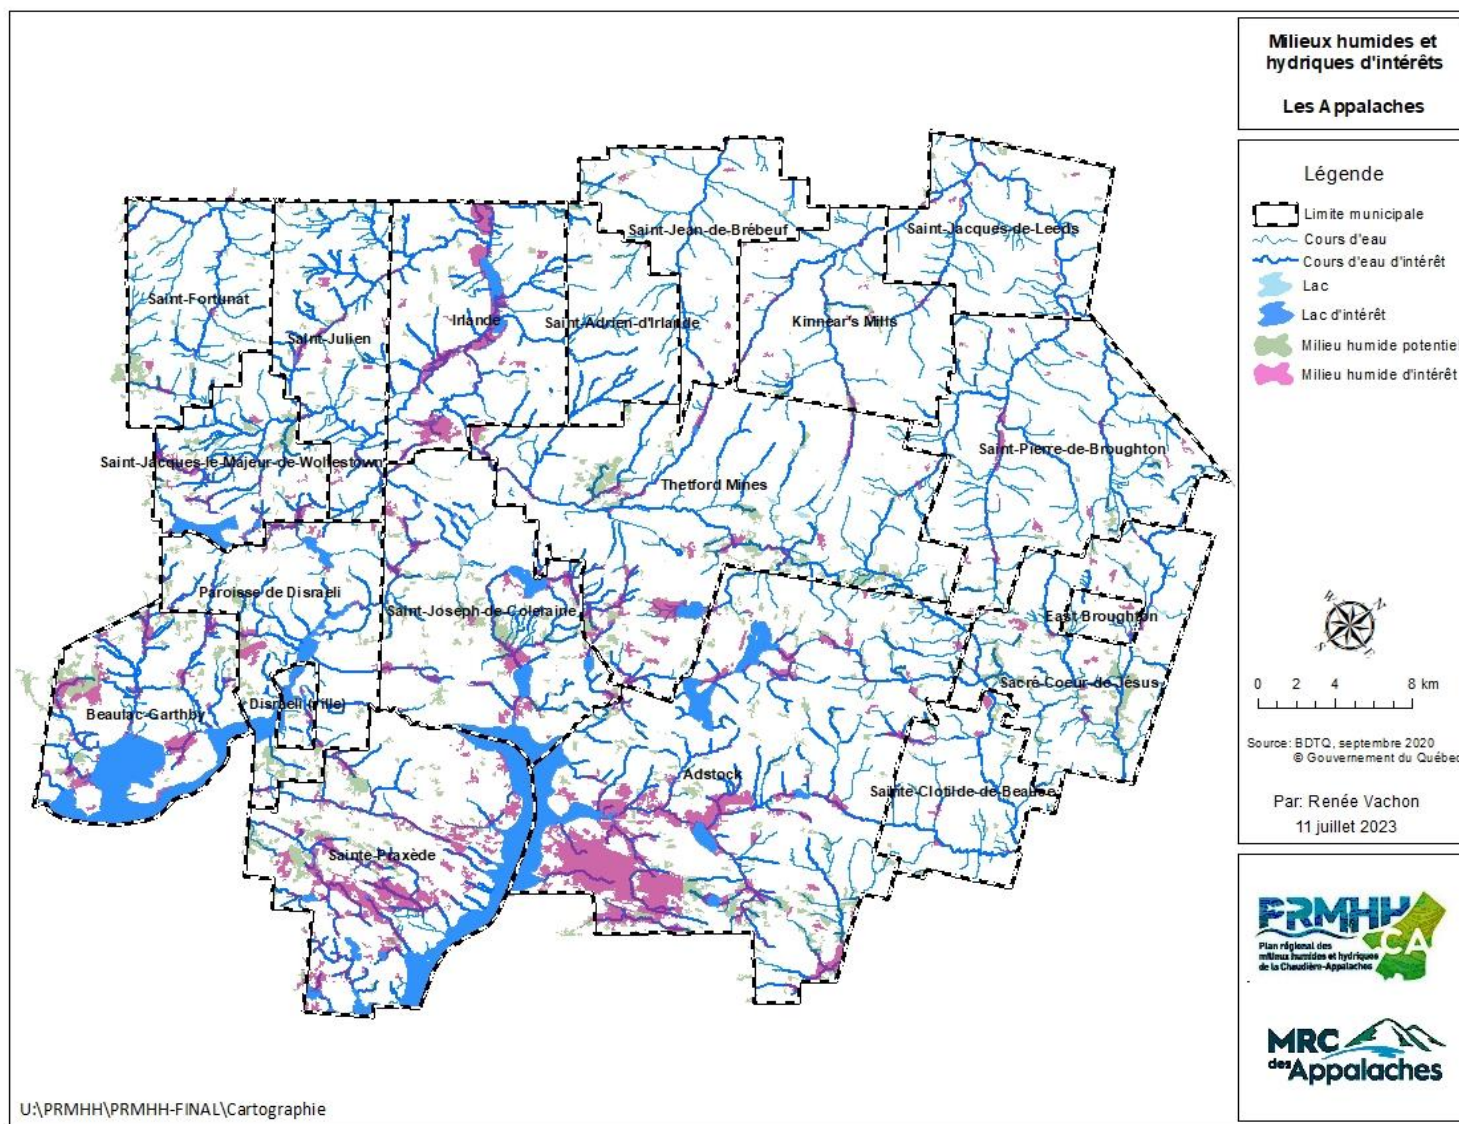 Milieux humides et
hydriques d'intérêts
Les Appalaches
Légende
Limite municipale
Cours d'eau
Cours d'eau d'intérêt
Lac
Lac d'intérêt
Milieu humide potentiel
Milieu humide d'intérêt
Saint-Jean-de-Brébeuf
Saint-Jacques-de-Leeds
Saint-Fortunat
Saint-Julien
Irlande
Saint-Adrien-d'Irlande
Kinnear's Mills
Saint-Jacques-le-Majeur-de-Wolfestown
Thetford Mines
Saint-Pierre-de-Broughton
Paroisse de Disraeli
Saint-Joseph-de-Coleraine
East Broughton
Sacré-Coeur-de-Jésus
Beaulac-Garthby
Disraeli (ville)
Adstock
Sainte-Clotilde-de-Beauce
Sainte-Praxède
W N
S E
0 2 4 8 km
Source: BDTQ, septembre 2020
© Gouvernement du Québec
Par: Renée Vachon
11 juillet 2023
PRMHH
CA
Plan régional des
milieux humides et hydriques
de la Chaudière-Appalaches
MRC
des Appalaches
U:\PRMHH\PRMHH-FINAL\Cartographie